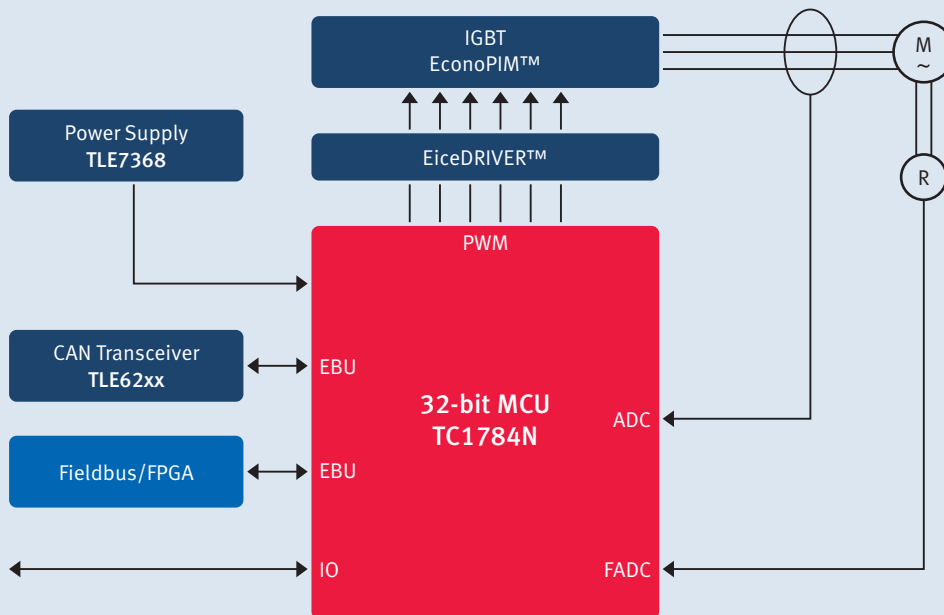 IGBT
EconoPIM™
M
~
Power Supply
TLE7368
EiceDRIVER™
R
PWM
CAN Transceiver
TLE62xx
EBU
32-bit MCU
TC1784N
ADC
Fieldbus/FPGA
EBU
IO
FADC